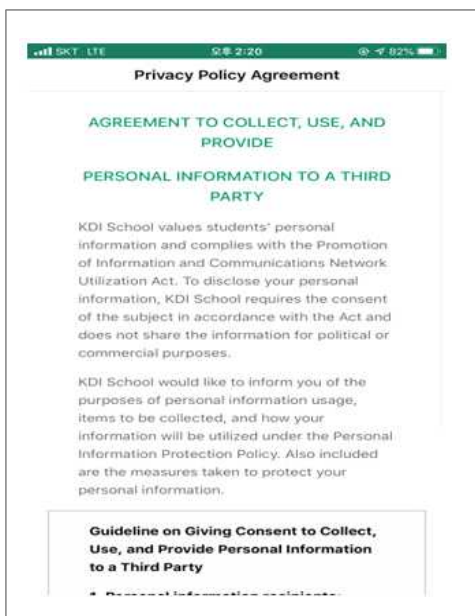 SKT LTE 오후 2:20 82%
Privacy Policy Agreement
AGREEMENT TO COLLECT, USE, AND
PROVIDE
PERSONAL INFORMATION TO A THIRD
PARTY
KDI School values students' personal
information and complies with the Promotion
of Information and Communications Network
Utilization Act. To disclose your personal
information, KDI School requires the consent
of the subject in accordance with the Act and
does not share the information for political or
commercial purposes.
KDI School would like to inform you of the
purposes of personal information usage,
items to be collected, and how your
information will be utilized under the Personal
Information Protection Policy. Also included
are the measures taken to protect your
personal information.
Guideline on Giving Consent to Collect,
Use, and Provide Personal Information
to a Third Party
1. Personal information recipients: